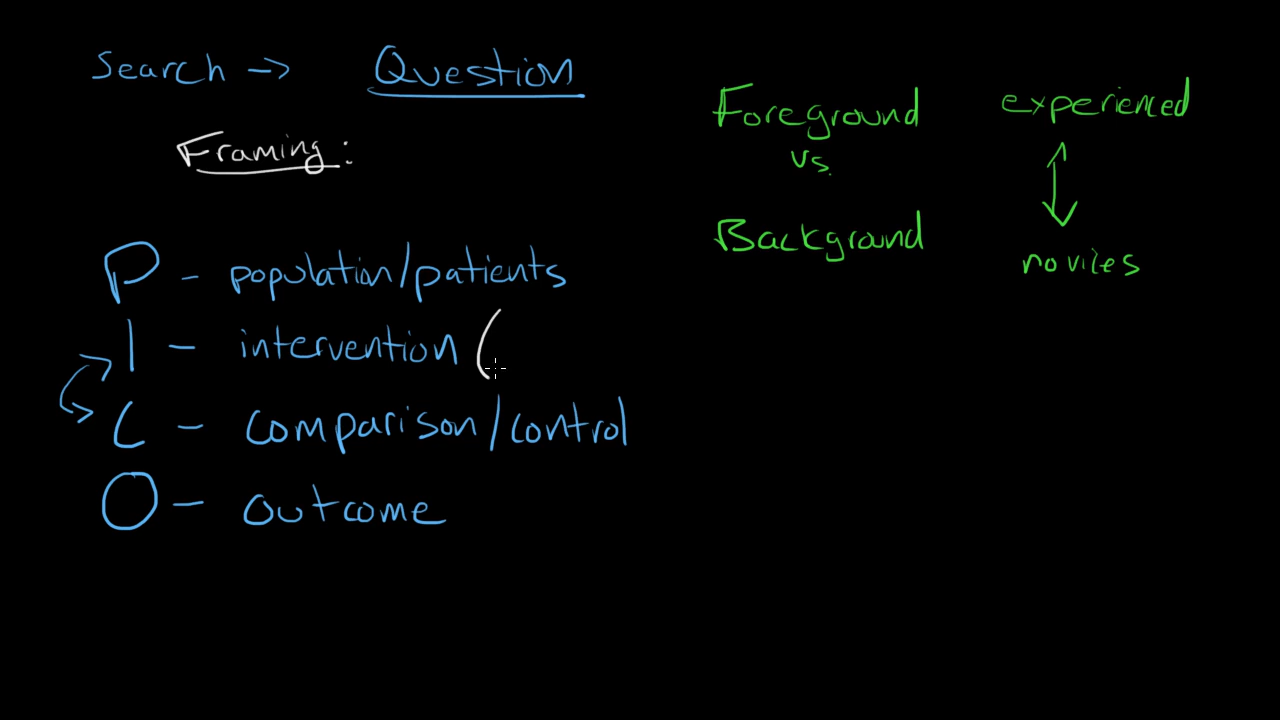 Search -> Question
Framing:
P - population/patients
I - intervention (
C - comparison/control
O - outcome
Foreground
vs.
Background
experienced
novices